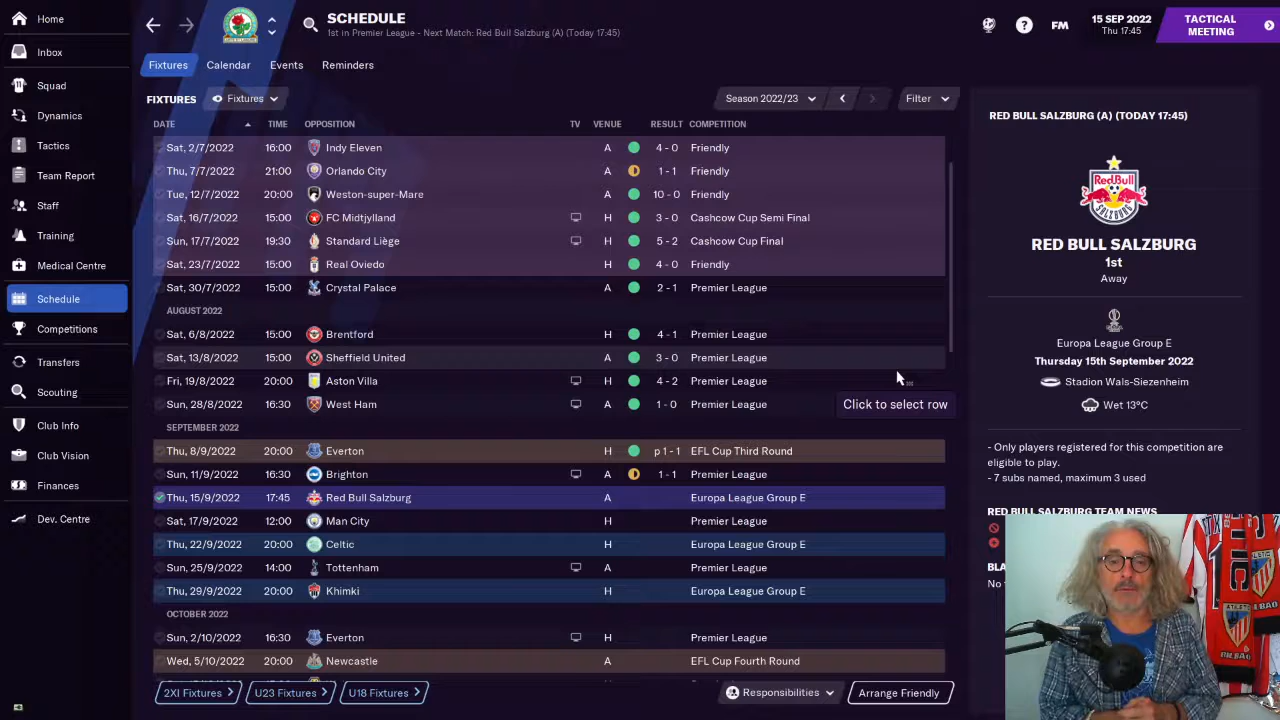 Home
Inbox
Squad
Dynamics
Tactics
Team Report
Staff
Training
Medical Centre
Schedule
Competitions
Transfers
Scouting
Club Info
Club Vision
Finances
Dev. Centre
SCHEDULE
1st in Premier League - Next Match: Red Bull Salzburg (A) (Today 17:45)
FM
15 SEP 2022
Thu 17:45
TACTICAL
MEETING
Fixtures Calendar Events Reminders
FIXTURES Fixtures Season 2022/23 Filter
DATE TIME OPPOSITION TV VENUE RESULT COMPETITION
Sat, 2/7/2022 16:00 Indy Eleven A 4 - 0 Friendly
Thu, 7/7/2022 21:00 Orlando City A 1 - 1 Friendly
Tue, 12/7/2022 20:00 Weston-super-Mare A 10 - 0 Friendly
Sat, 16/7/2022 15:00 FC Midtjylland H 3 - 0 Cashcow Cup Semi Final
Sun, 17/7/2022 19:30 Standard Liège H 5 - 2 Cashcow Cup Final
Sat, 23/7/2022 15:00 Real Oviedo H 4 - 0 Friendly
Sat, 30/7/2022 15:00 Crystal Palace A 2 - 1 Premier League
AUGUST 2022
Sat, 6/8/2022 15:00 Brentford H 4 - 1 Premier League
Sat, 13/8/2022 15:00 Sheffield United A 3 - 0 Premier League
Fri, 19/8/2022 20:00 Aston Villa H 4 - 2 Premier League
Sun, 28/8/2022 16:30 West Ham A 1 - 0 Premier League
Click to select row
SEPTEMBER 2022
Thu, 8/9/2022 20:00 Everton H p 1 - 1 EFL Cup Third Round
Sun, 11/9/2022 16:30 Brighton A 1 - 1 Premier League
Thu, 15/9/2022 17:45 Red Bull Salzburg A Europa League Group E
Sat, 17/9/2022 12:00 Man City H Premier League
Thu, 22/9/2022 20:00 Celtic H Europa League Group E
Sun, 25/9/2022 14:00 Tottenham A Premier League
Thu, 29/9/2022 20:00 Khimki H Europa League Group E
OCTOBER 2022
Sun, 2/10/2022 16:30 Everton H Premier League
Wed, 5/10/2022 20:00 Newcastle A EFL Cup Fourth Round
2XI Fixtures U23 Fixtures U18 Fixtures Responsibilities Arrange Friendly
RED BULL SALZBURG (A) (TODAY 17:45)
RedBull
SALZBURG
RED BULL SALZBURG
1st
Away
Europa League Group E
Thursday 15th September 2022
Stadion Wals-Siezenheim
Wet 13°C
- Only players registered for this competition are
eligible to play.
- 7 subs named, maximum 3 used
RED BULL SALZBURG TEAM NEWS